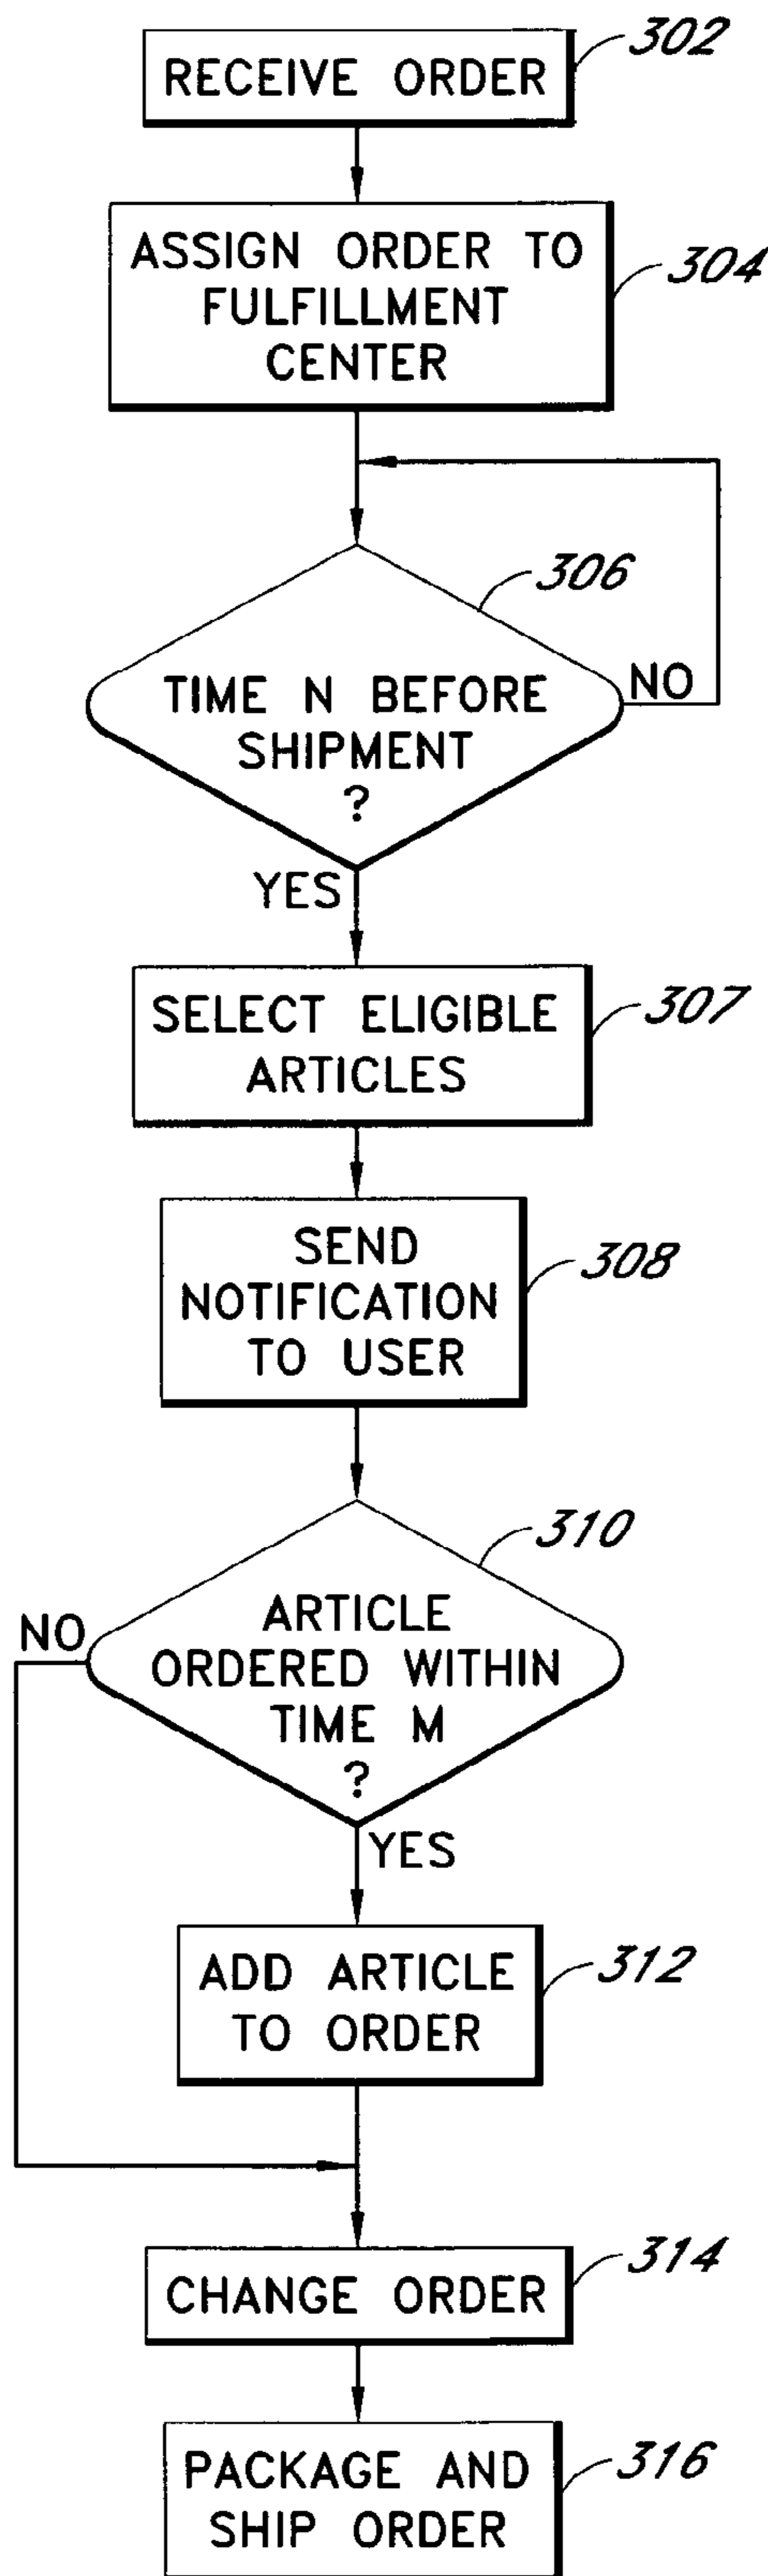 RECEIVE ORDER
302
ASSIGN ORDER TO
FULFILLMENT
CENTER
304
306
TIME N BEFORE
SHIPMENT
?
NO
YES
SELECT ELIGIBLE
ARTICLES
307
SEND
NOTIFICATION
TO USER
308
310
ARTICLE
ORDERED WITHIN
TIME M
?
NO
YES
ADD ARTICLE
TO ORDER
312
CHANGE ORDER
314
PACKAGE AND
SHIP ORDER
316